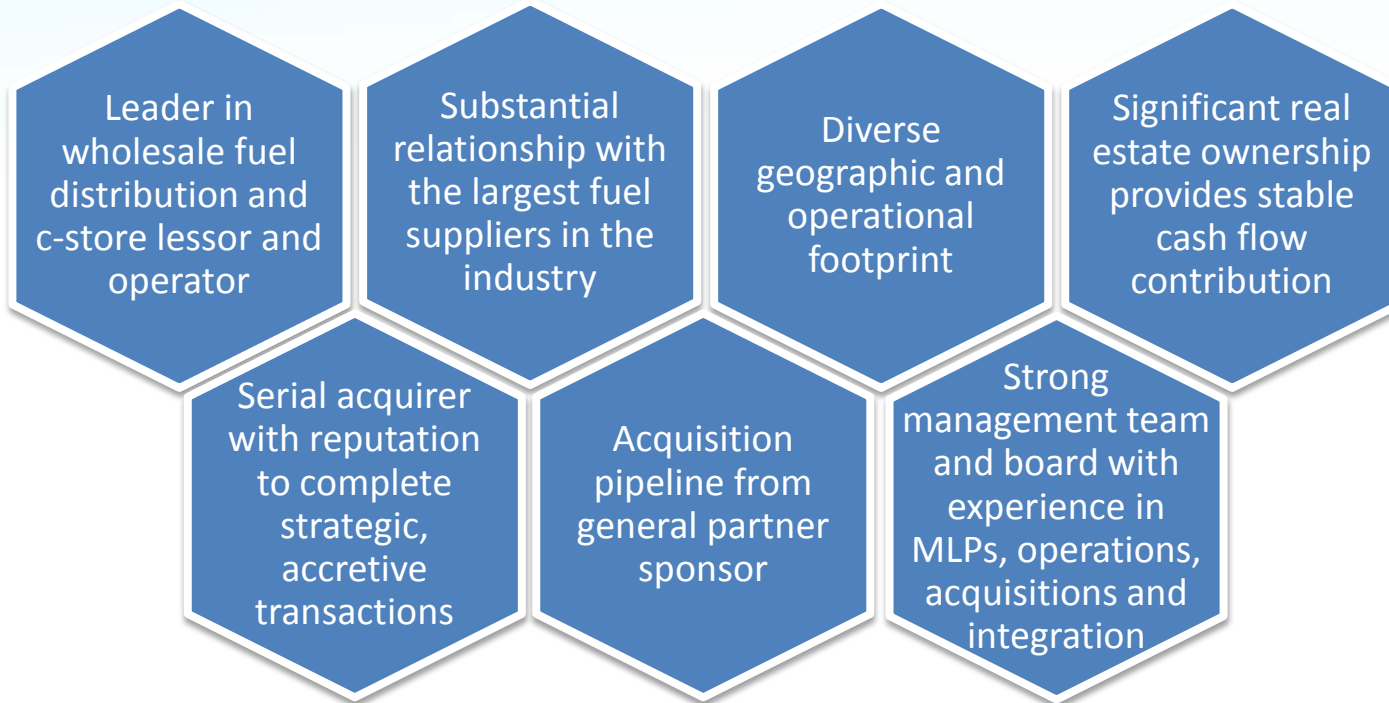 Leader in
wholesale fuel
distribution and
c-store lessor and
operator
Substantial
relationship with
the largest fuel
suppliers in the
industry
Diverse
geographic and
operational
footprint
Significant real
estate ownership
provides stable
cash flow
contribution
Serial acquirer
with reputation
to complete
strategic,
accretive
transactions
Acquisition
pipeline from
general partner
sponsor
Strong
management team
and board with
experience in
MLPs, operations,
acquisitions and
integration